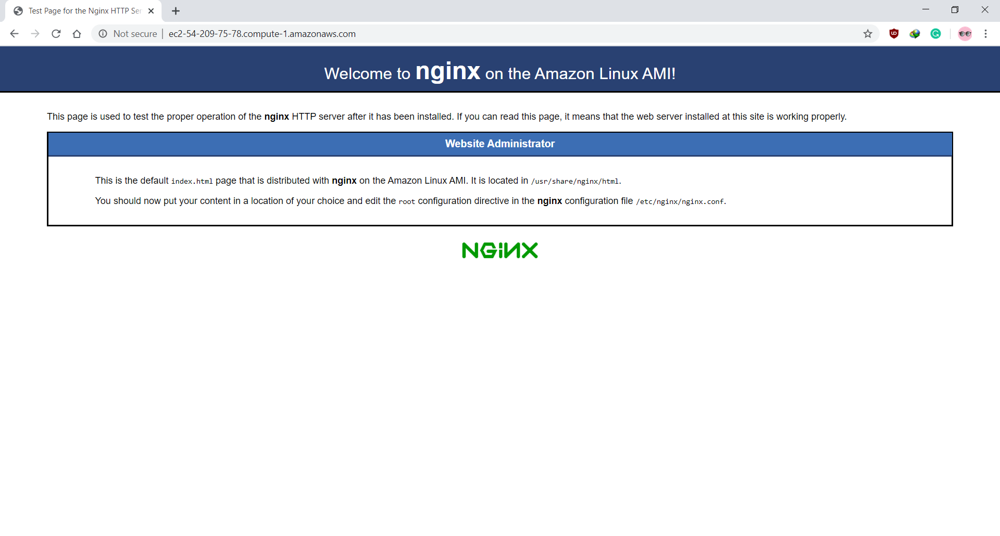 Test Page for the Nginx HTTP Ser
Not secure | ec2-54-209-75-78.compute-1.amazonaws.com
Welcome to nginx on the Amazon Linux AMI!
This page is used to test the proper operation of the nginx HTTP server after it has been installed. If you can read this page, it means that the web server installed at this site is working properly.
Website Administrator
This is the default index.html page that is distributed with nginx on the Amazon Linux AMI. It is located in /usr/share/nginx/html.
You should now put your content in a location of your choice and edit the root configuration directive in the nginx configuration file /etc/nginx/nginx.conf.
NGiNX